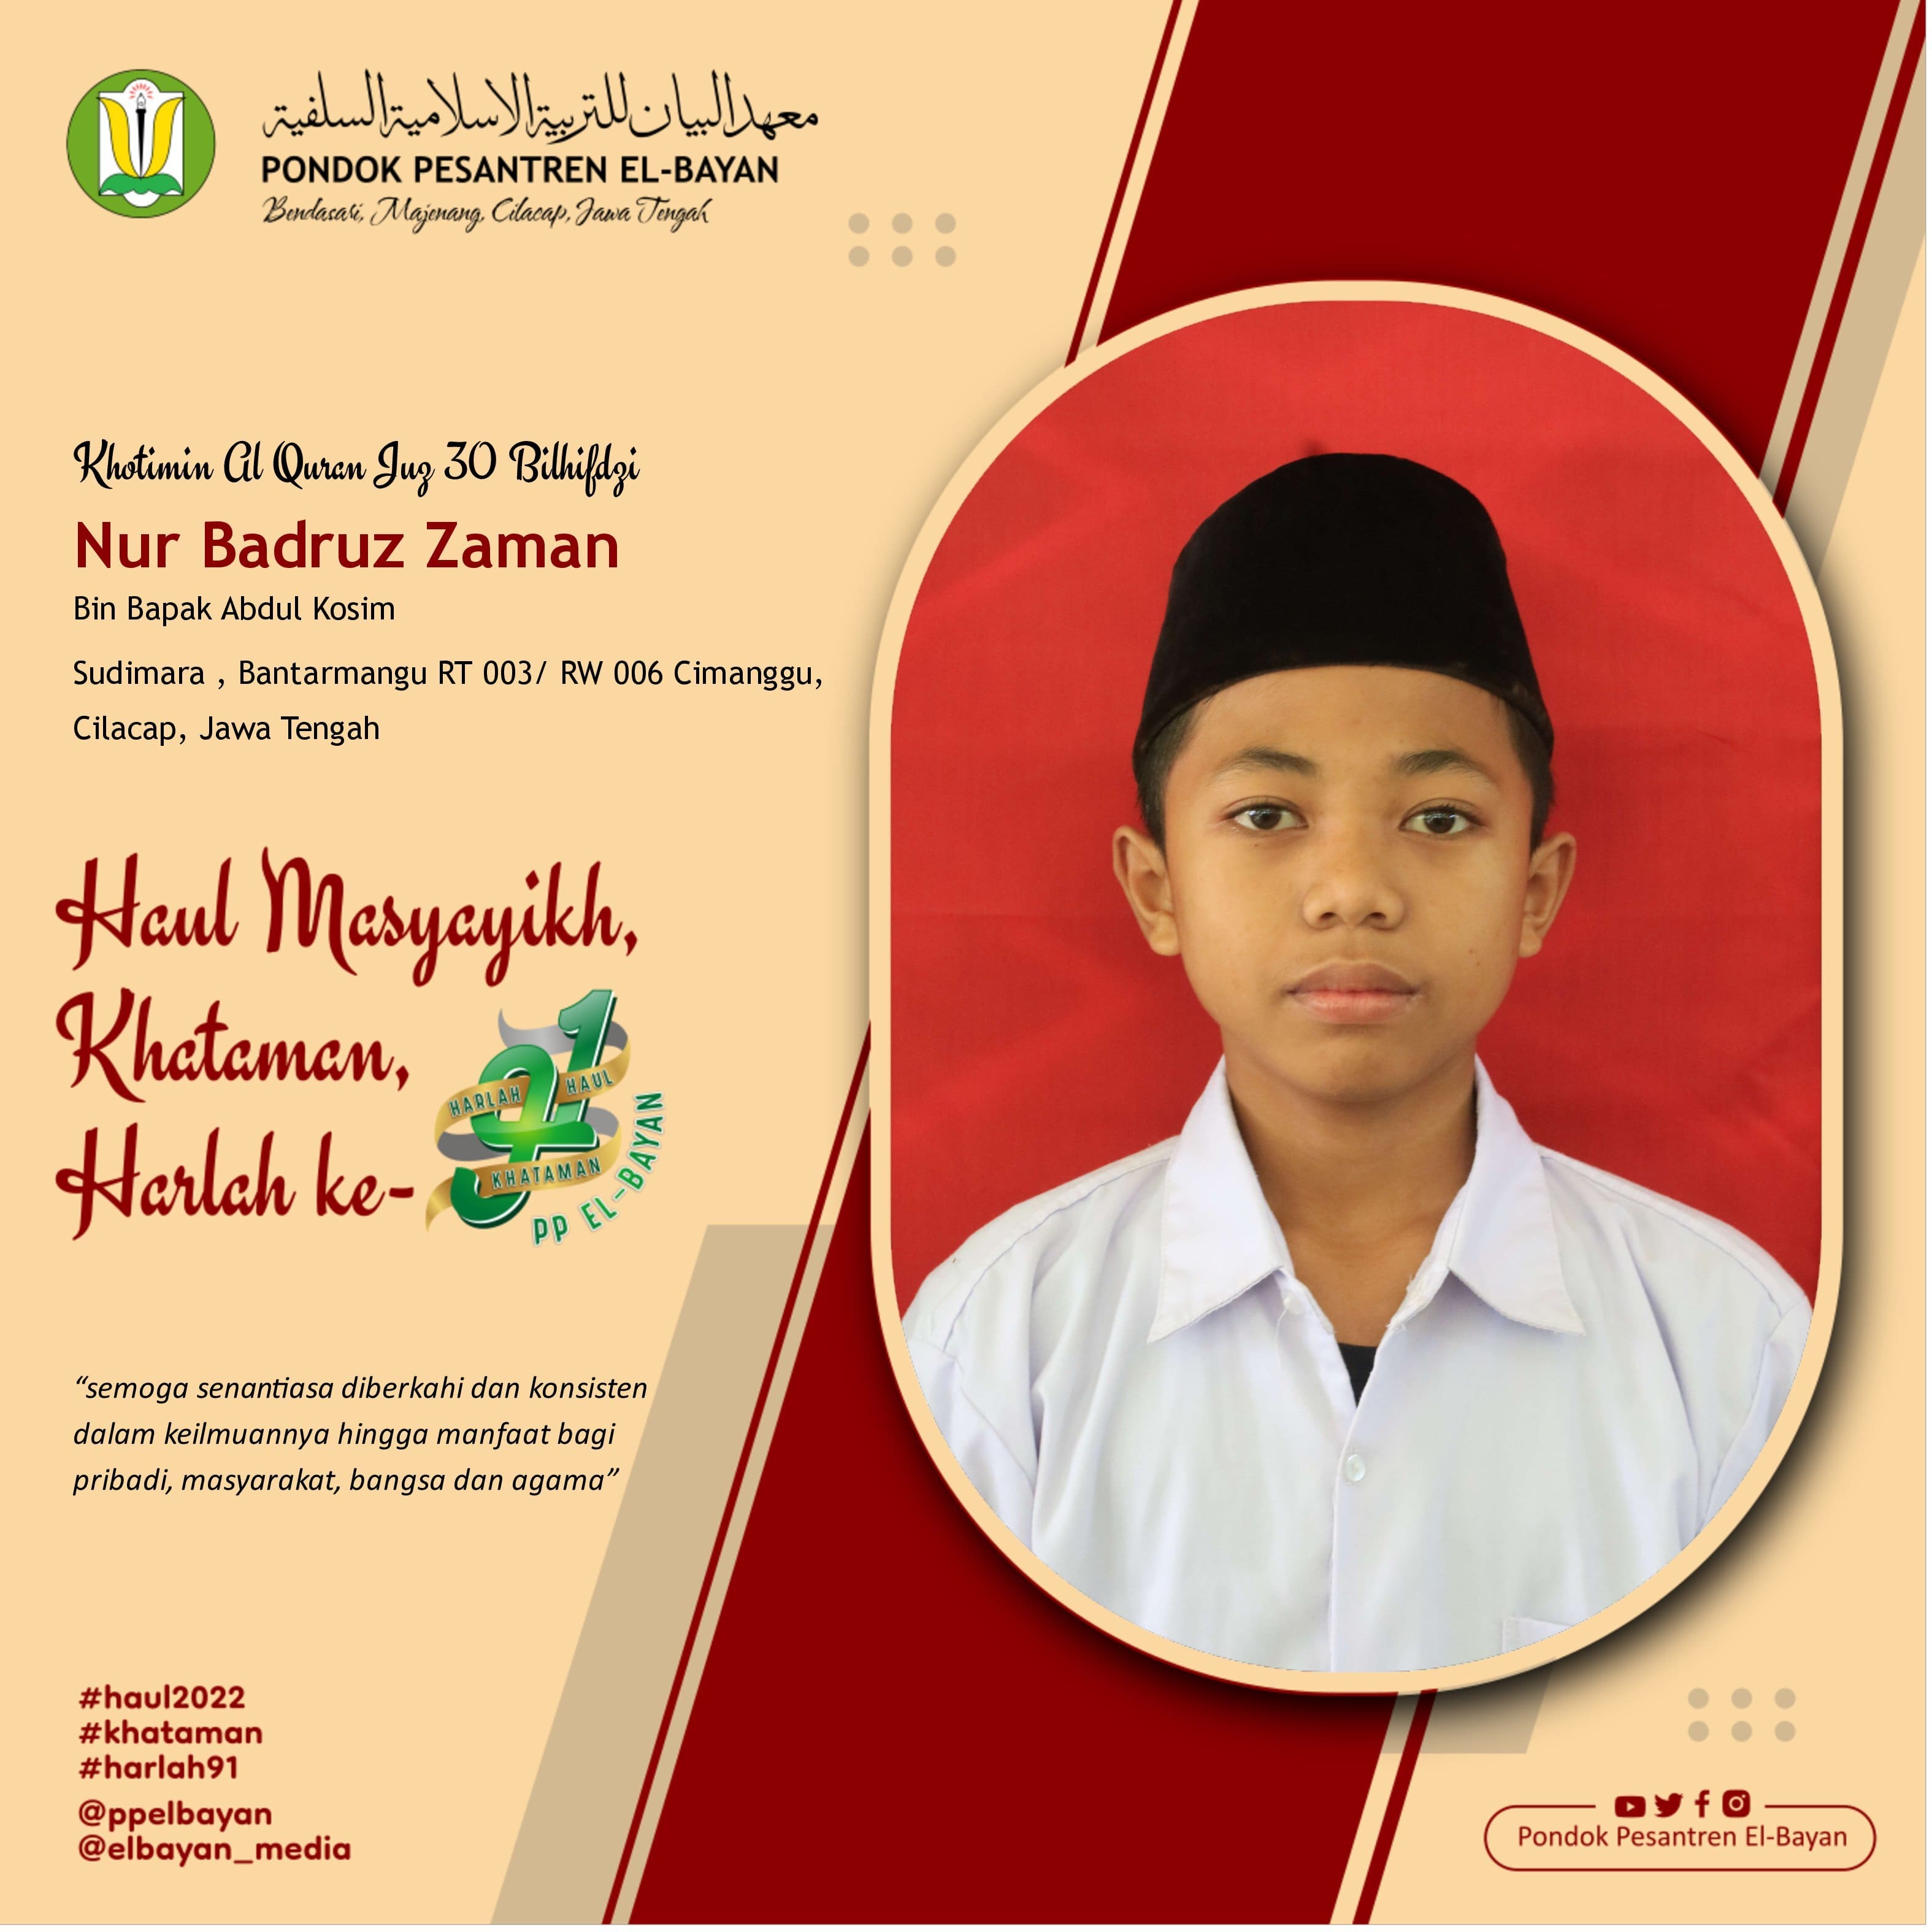 معهد البيان للتربية الاسلامية السلفية
PONDOK PESANTREN EL-BAYAN
Bendasari, Majenang, Cilacap, Jawa Tengah
Khotimin Al Quran Juz 30 Bilhifdzi
Nur Badruz Zaman
Bin Bapak Abdul Kosim
Sudimara , Bantarmangu RT 003/ RW 006 Cimanggu,
Cilacap, Jawa Tengah
Haul Masyayikh,
Khataman,
Harlah ke-
91
HARLAH HAUL
KHATAMAN
PP EL-BAYAN
“semoga senantiasa diberkahi dan konsisten
dalam keilmuannya hingga manfaat bagi
pribadi, masyarakat, bangsa dan agama”
#haul2022
#khataman
#harlah91
@ppelbayan
@elbayan_media
Pondok Pesantren El-Bayan